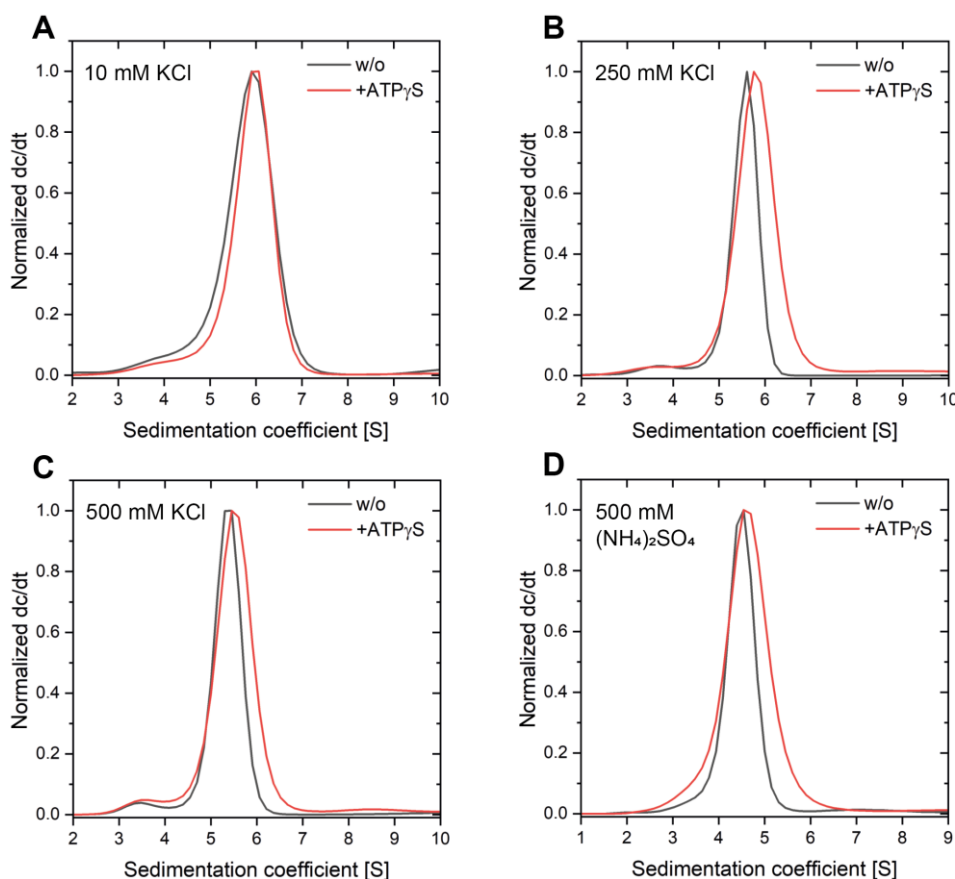 A
10 mM KCl
w/o
+ATPγS
1.0
0.8
0.6
0.4
0.2
0.0
Normalized dc/dt
2 3 4 5 6 7 8 9 10
Sedimentation coefficient [S]
B
250 mM KCl
w/o
+ATPγS
1.0
0.8
0.6
0.4
0.2
0.0
Normalized dc/dt
2 3 4 5 6 7 8 9 10
Sedimentation coefficient [S]
C
500 mM KCl
w/o
+ATPγS
1.0
0.8
0.6
0.4
0.2
0.0
Normalized dc/dt
2 3 4 5 6 7 8 9 10
Sedimentation coefficient [S]
D
500 mM
(NH₄)₂SO₄
w/o
+ATPγS
1.0
0.8
0.6
0.4
0.2
0.0
Normalized dc/dt
1 2 3 4 5 6 7 8 9
Sedimentation coefficient [S]